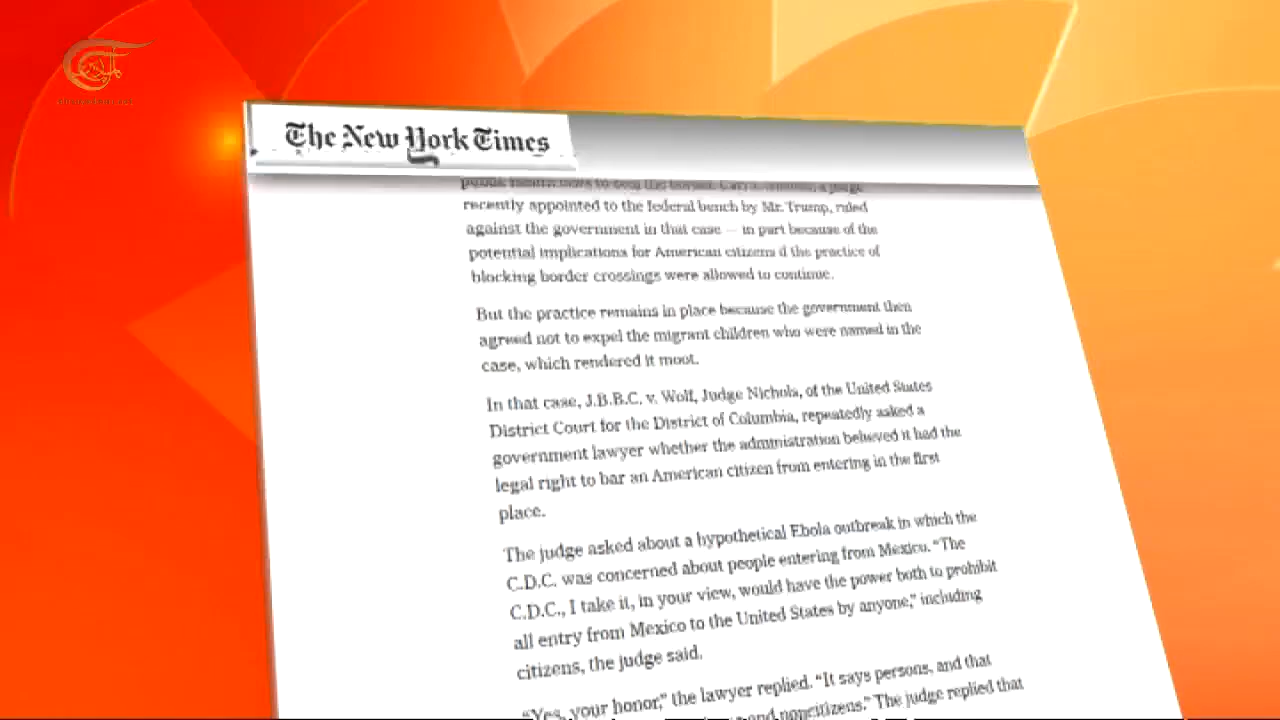 The New York Times
recently appointed to the federal bench by Mr. Trump, ruled
against the government in that case — in part because of the
potential implications for American citizens if the practice of
blocking border crossings were allowed to continue.
But the practice remains in place because the government then
agreed not to expel the migrant children who were named in the
case, which rendered it moot.
In that case, J.B.B.C. v. Wolf, Judge Nichols, of the United States
District Court for the District of Columbia, repeatedly asked a
government lawyer whether the administration believed it had the
legal right to bar an American citizen from entering in the first
place.
The judge asked about a hypothetical Ebola outbreak in which the
C.D.C. was concerned about people entering from Mexico. “The
C.D.C., I take it, in your view, would have the power both to prohibit
all entry from Mexico to the United States by anyone,” including
citizens, the judge said.
“Yes, your honor,” the lawyer replied. “It says persons, and that
and noncitizens.” The judge replied that